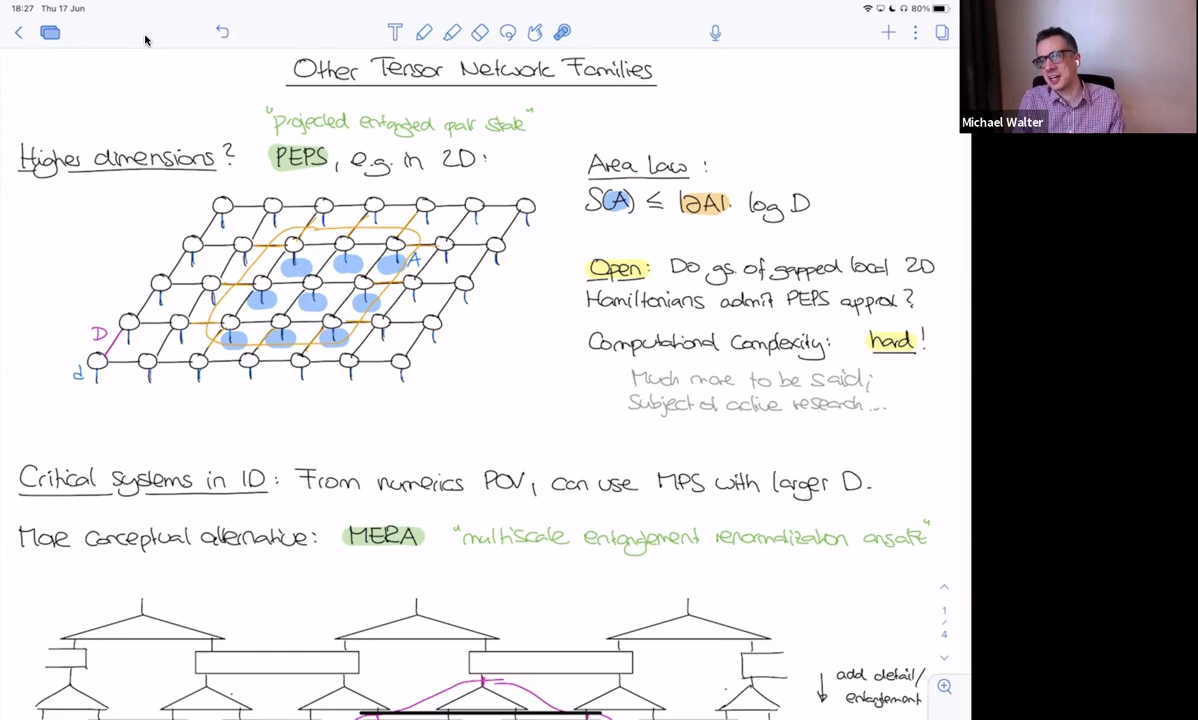 18:27 Thu 17 Jun
80%
Other Tensor Network Families
"projected entangled pair state"
Higher dimensions? PEPS, e.g. in 2D:
Area Law:
S(A) ≤ |∂A|. log D
A
Open: Do gs. of gapped local 2D
Hamiltonians admit PEPS approx?
D
Computational Complexity: hard!
d
Much more to be said;
Subject of active research...
Critical systems in 1D: From numerics POV, can use MPS with larger D.
More conceptual alternative: MERA "multiscale entanglement renormalization ansatz"
add detail/
entanglement
1
/
4
Michael Walter